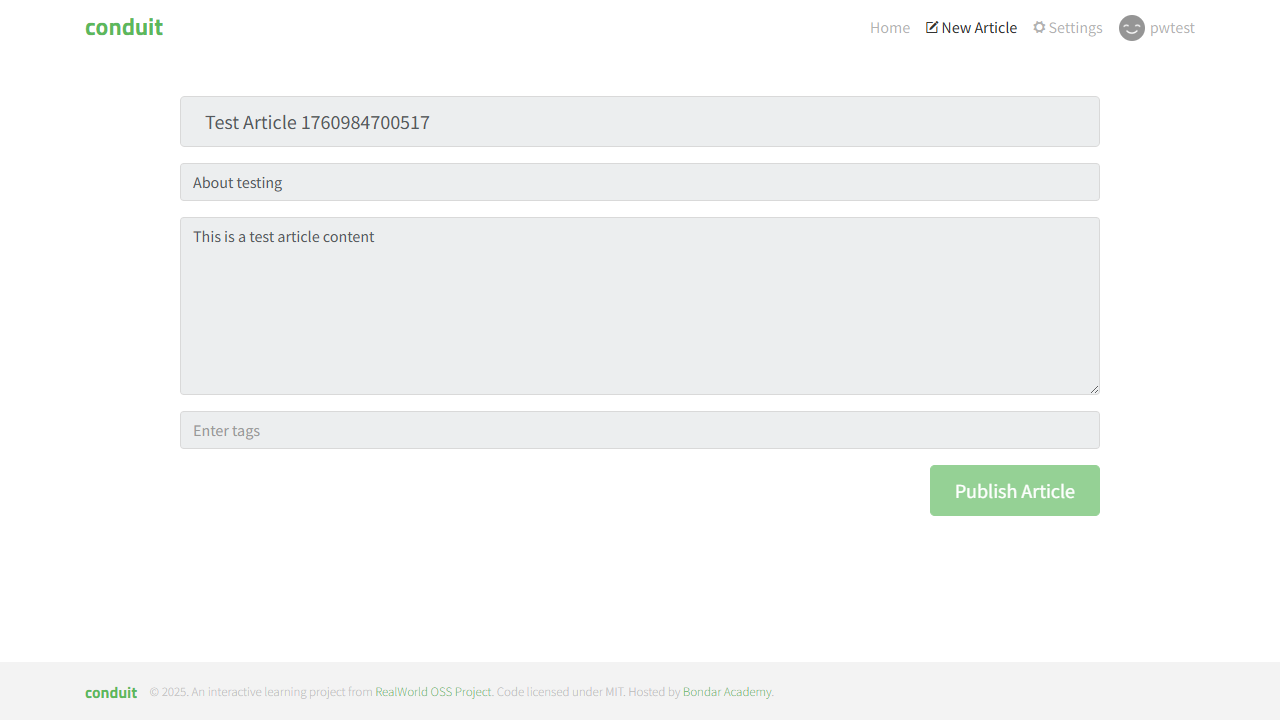 conduit
Home New Article Settings pwtest
Test Article 1760984700517
About testing
This is a test article content
Enter tags
Publish Article
conduit © 2025. An interactive learning project from RealWorld OSS Project. Code licensed under MIT. Hosted by Bondar Academy.